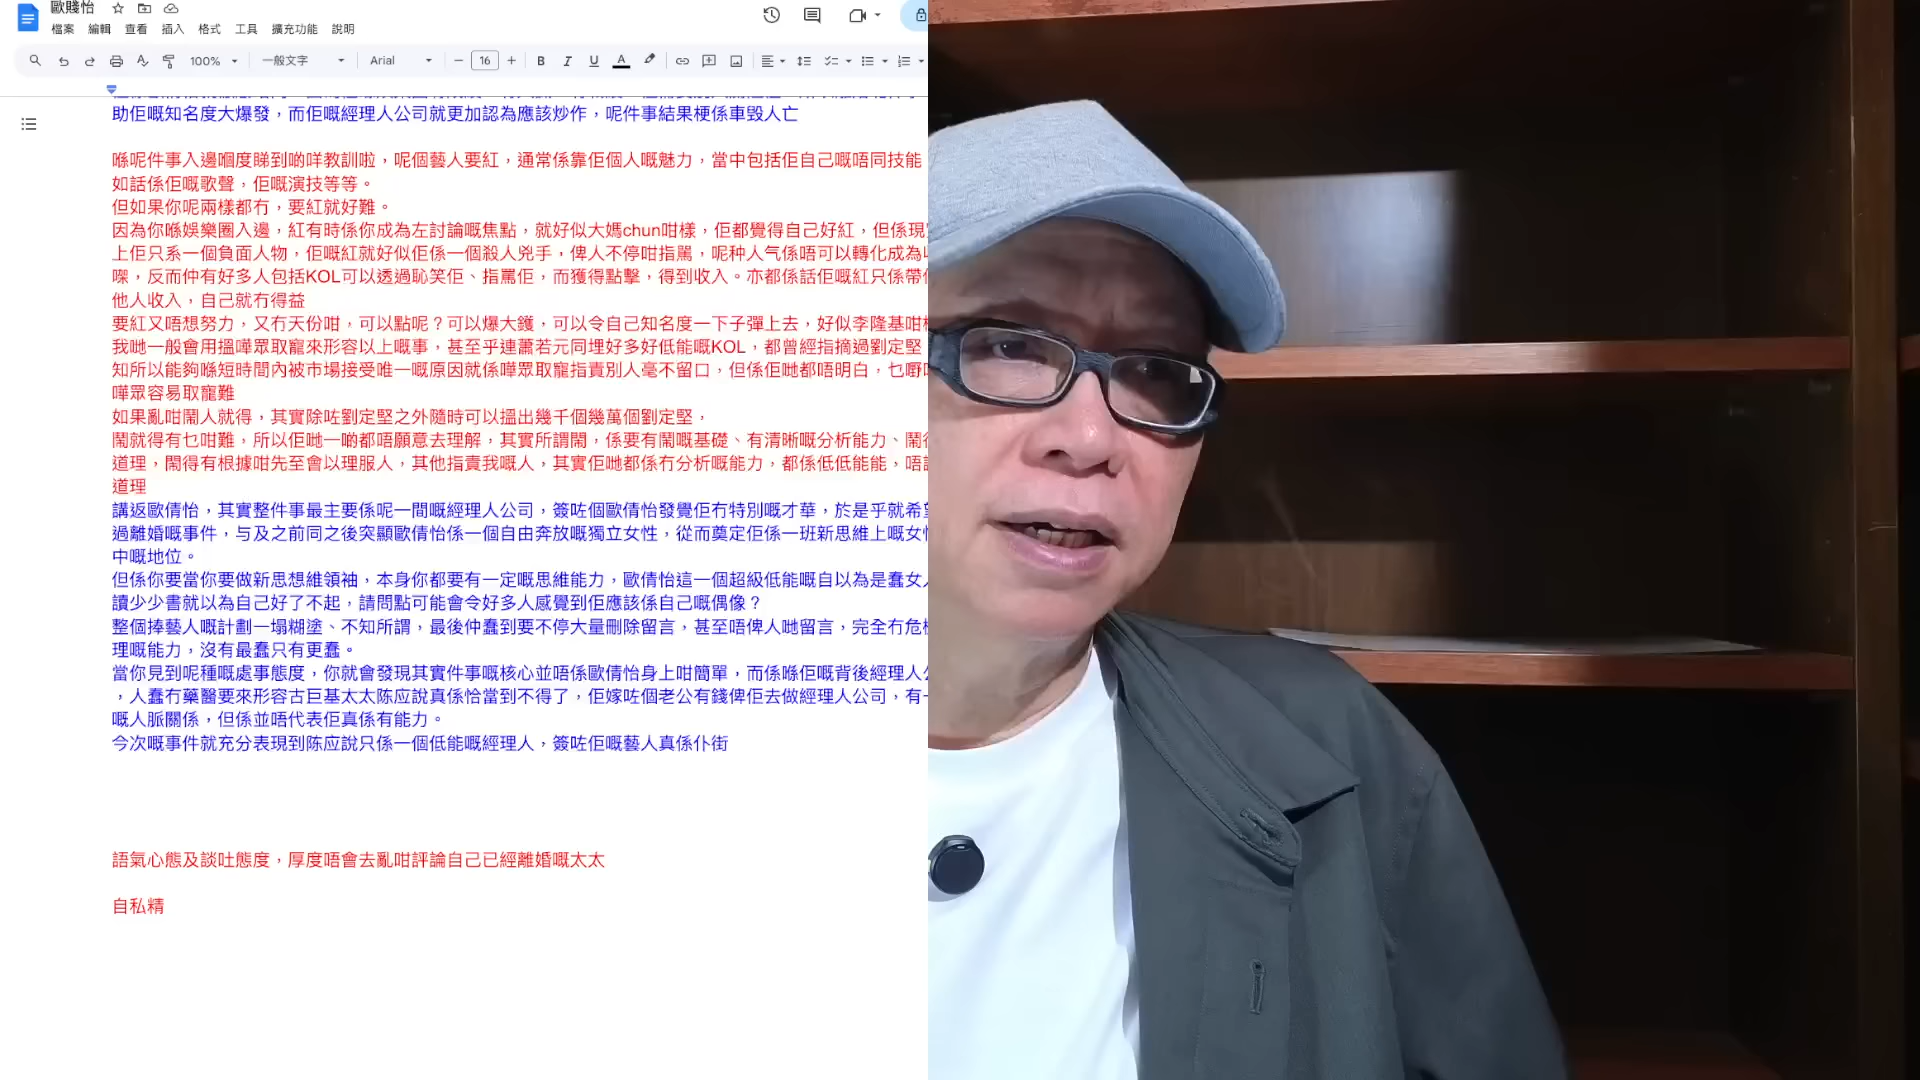 歐賤怡
檔案 編輯 查看 插入 格式 工具 擴充功能 說明
100% 一般文字 Arial 16 B I U A
助佢嘅知名度大爆發，而佢嘅經理人公司就更加認為應該炒作，呢件事結果梗係車毀人亡
喺呢件事入邊嗰度睇到啲咩教訓啦，呢個藝人要紅，通常係靠佢個人嘅魅力，當中包括佢自己嘅唔同技能
如話係佢嘅歌聲，佢嘅演技等等。
但如果你呢兩樣都冇，要紅就好難。
因為你喺娛樂圈入邊，紅有時係你成為左討論嘅焦點，就好似大媽chun咁樣，佢都覺得自己好紅，但係現
上佢只系一個負面人物，佢嘅紅就好似佢係一個殺人兇手，俾人不停咁指罵，呢种人气係唔可以轉化成為
㗎，反而仲有好多人包括KOL可以透過恥笑佢、指罵佢，而獲得點擊，得到收入。亦都係話佢嘅紅只係帶
他人收入，自己就冇得益
要紅又唔想努力，又冇天份咁，可以點呢？可以爆大鑊，可以令自己知名度一下子彈上去，好似李隆基咁
我哋一般會用搵嘩眾取寵來形容以上嘅事，甚至乎連蕭若元同埋好多好低能嘅KOL，都曾經指摘過劉定堅
知所以能夠喺短時間內被市場接受唯一嘅原因就係嘩眾取寵指責別人毫不留口，但係佢哋都唔明白，乜嘢
嘩眾容易取寵難
如果亂咁鬧人就得，其實除咗劉定堅之外隨時可以搵出幾千個幾萬個劉定堅，
鬧就得有乜咁難，所以佢哋一啲都唔願意去理解，其實所謂鬧，係要有鬧嘅基礎、有清晰嘅分析能力、鬧
道理，鬧得有根據咁先至會以理服人，其他指責我嘅人，其實佢哋都係冇分析嘅能力，都係低低能能，唔
道理
講返歐倩怡，其實整件事最主要係呢一間嘅經理人公司，簽咗個歐倩怡發覺佢冇特別嘅才華，於是乎就希
過離婚嘅事件，与及之前同之後突顯歐倩怡係一個自由奔放嘅獨立女性，從而奠定佢係一班新思維上嘅女
中嘅地位。
但係你要當你要做新思想維領袖，本身你都要有一定嘅思維能力，歐倩怡這一個超級低能嘅自以為是蠢女
讀少少書就以為自己好了不起，請問點可能會令好多人感覺到佢應該係自己嘅偶像？
整個捧藝人嘅計劃一塌糊塗、不知所謂，最後仲蠢到要不停大量刪除留言，甚至唔俾人哋留言，完全冇危
理嘅能力，沒有最蠢只有更蠢。
當你見到呢種嘅處事態度，你就會發現其實件事嘅核心並唔係歐倩怡身上咁簡單，而係喺佢嘅背後經理人
，人蠢冇藥醫要來形容古巨基太太陈应說真係恰當到不得了，佢嫁咗個老公有錢俾佢去做經理人公司，有
嘅人脈關係，但係並唔代表佢真係有能力。
今次嘅事件就充分表現到陈应說只係一個低能嘅經理人，簽咗佢嘅藝人真係仆街
語氣心態及談吐態度，厚度唔會去亂咁評論自己已經離婚嘅太太
自私精